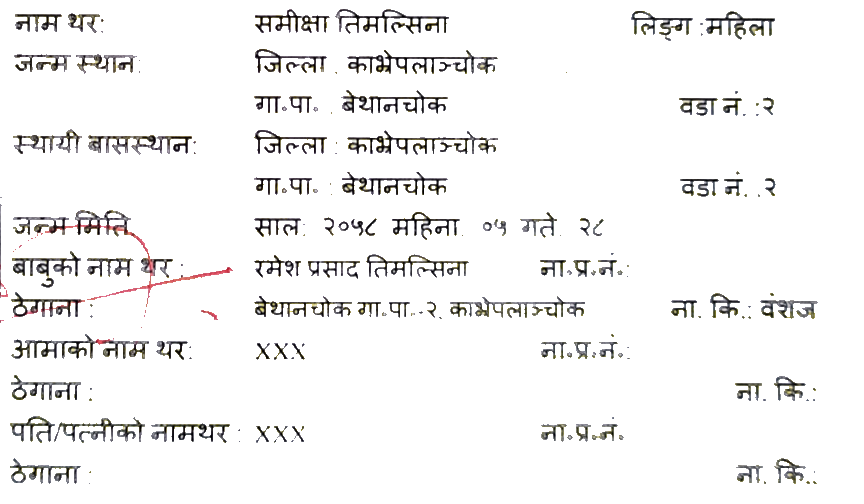 नाम थर: समीक्षा तिमल्सिना लिङ्ग :महिला
जन्म स्थान: जिल्ला : काभ्रेपलाञ्चोक
गा.पा. : बेथानचोक वडा नं. :२
स्थायी बासस्थान: जिल्ला : काभ्रेपलाञ्चोक
गा.पा. : बेथानचोक वडा नं. :२
जन्म मिति साल: २०५८ महिना: ०५ गते: २८
बाबुको नाम थर : रमेश प्रसाद तिमल्सिना ना.प्र.नं.:
ठेगाना : बेथानचोक गा.पा.-२, काभ्रेपलाञ्चोक ना. कि.: वंशज
आमाको नाम थर: XXX ना.प्र.नं.:
ठेगाना : ना. कि.:
पति/पत्नीको नामथर : XXX ना.प्र.नं.
ठेगाना : ना. कि.: